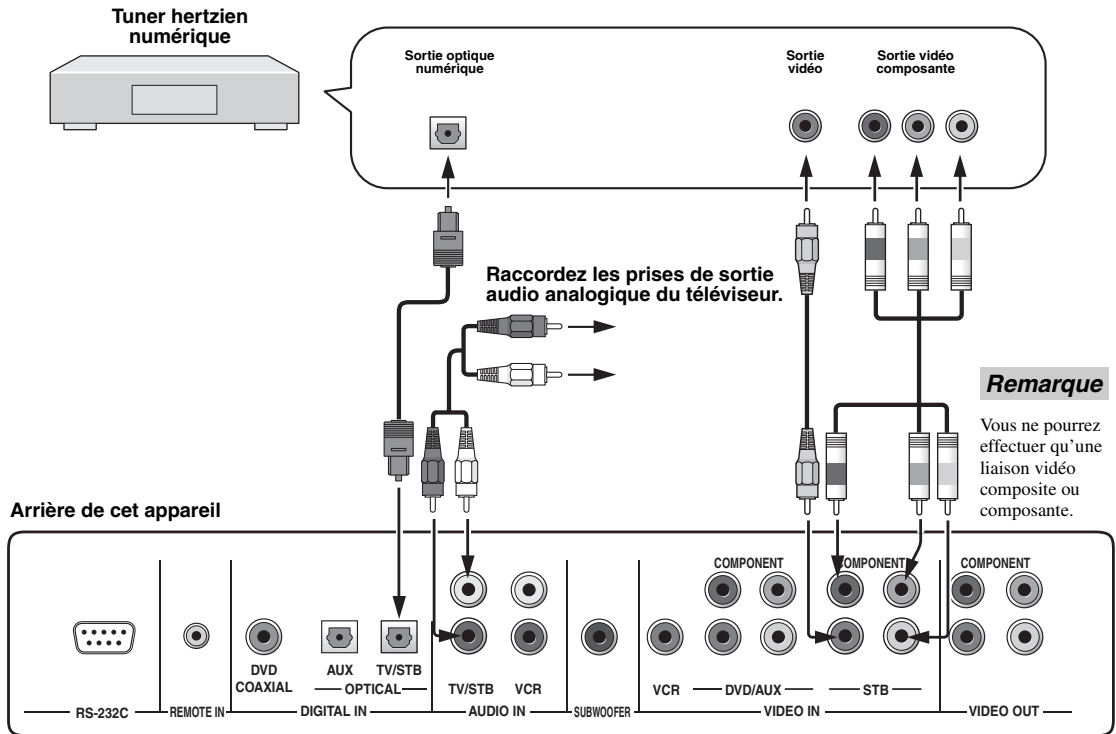 Tuner hertzien
numérique
Sortie optique
numérique
Sortie
vidéo
Sortie vidéo
composante
Raccordez les prises de sortie
audio analogique du téléviseur.
Remarque
Vous ne pourrez
effectuer qu'une
liaison vidéo
composite ou
composante.
Arrière de cet appareil
COMPONENT
COMPONENT
COMPONENT
DVD
COAXIAL
AUX
TV/STB
OPTICAL
TV/STB
VCR
VCR
DVD/AUX
STB
RS-232C
REMOTE IN
DIGITAL IN
AUDIO IN
SUBWOOFER
VIDEO IN
VIDEO OUT